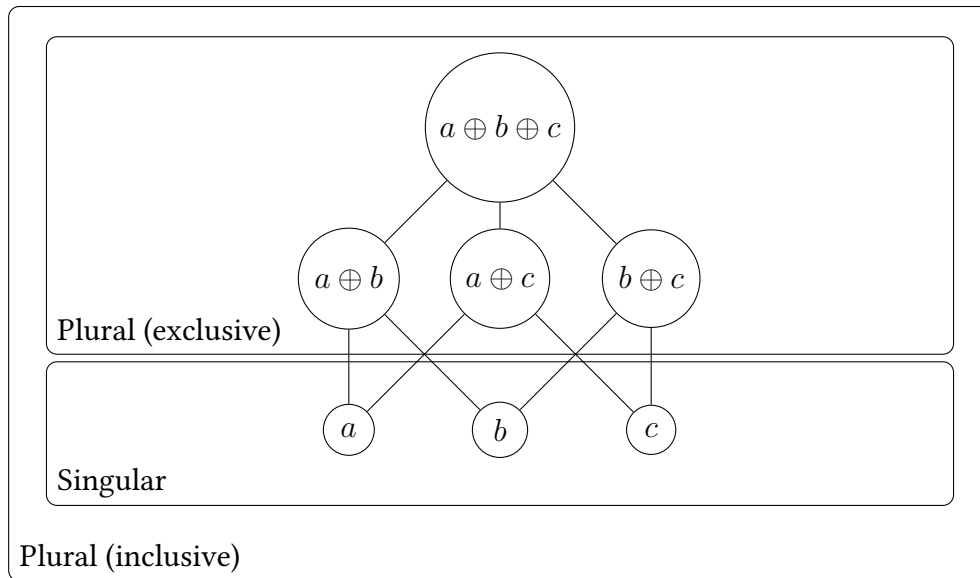 a ⊕ b ⊕ c
a ⊕ b
a ⊕ c
b ⊕ c
Plural (exclusive)
a
b
c
Singular
Plural (inclusive)